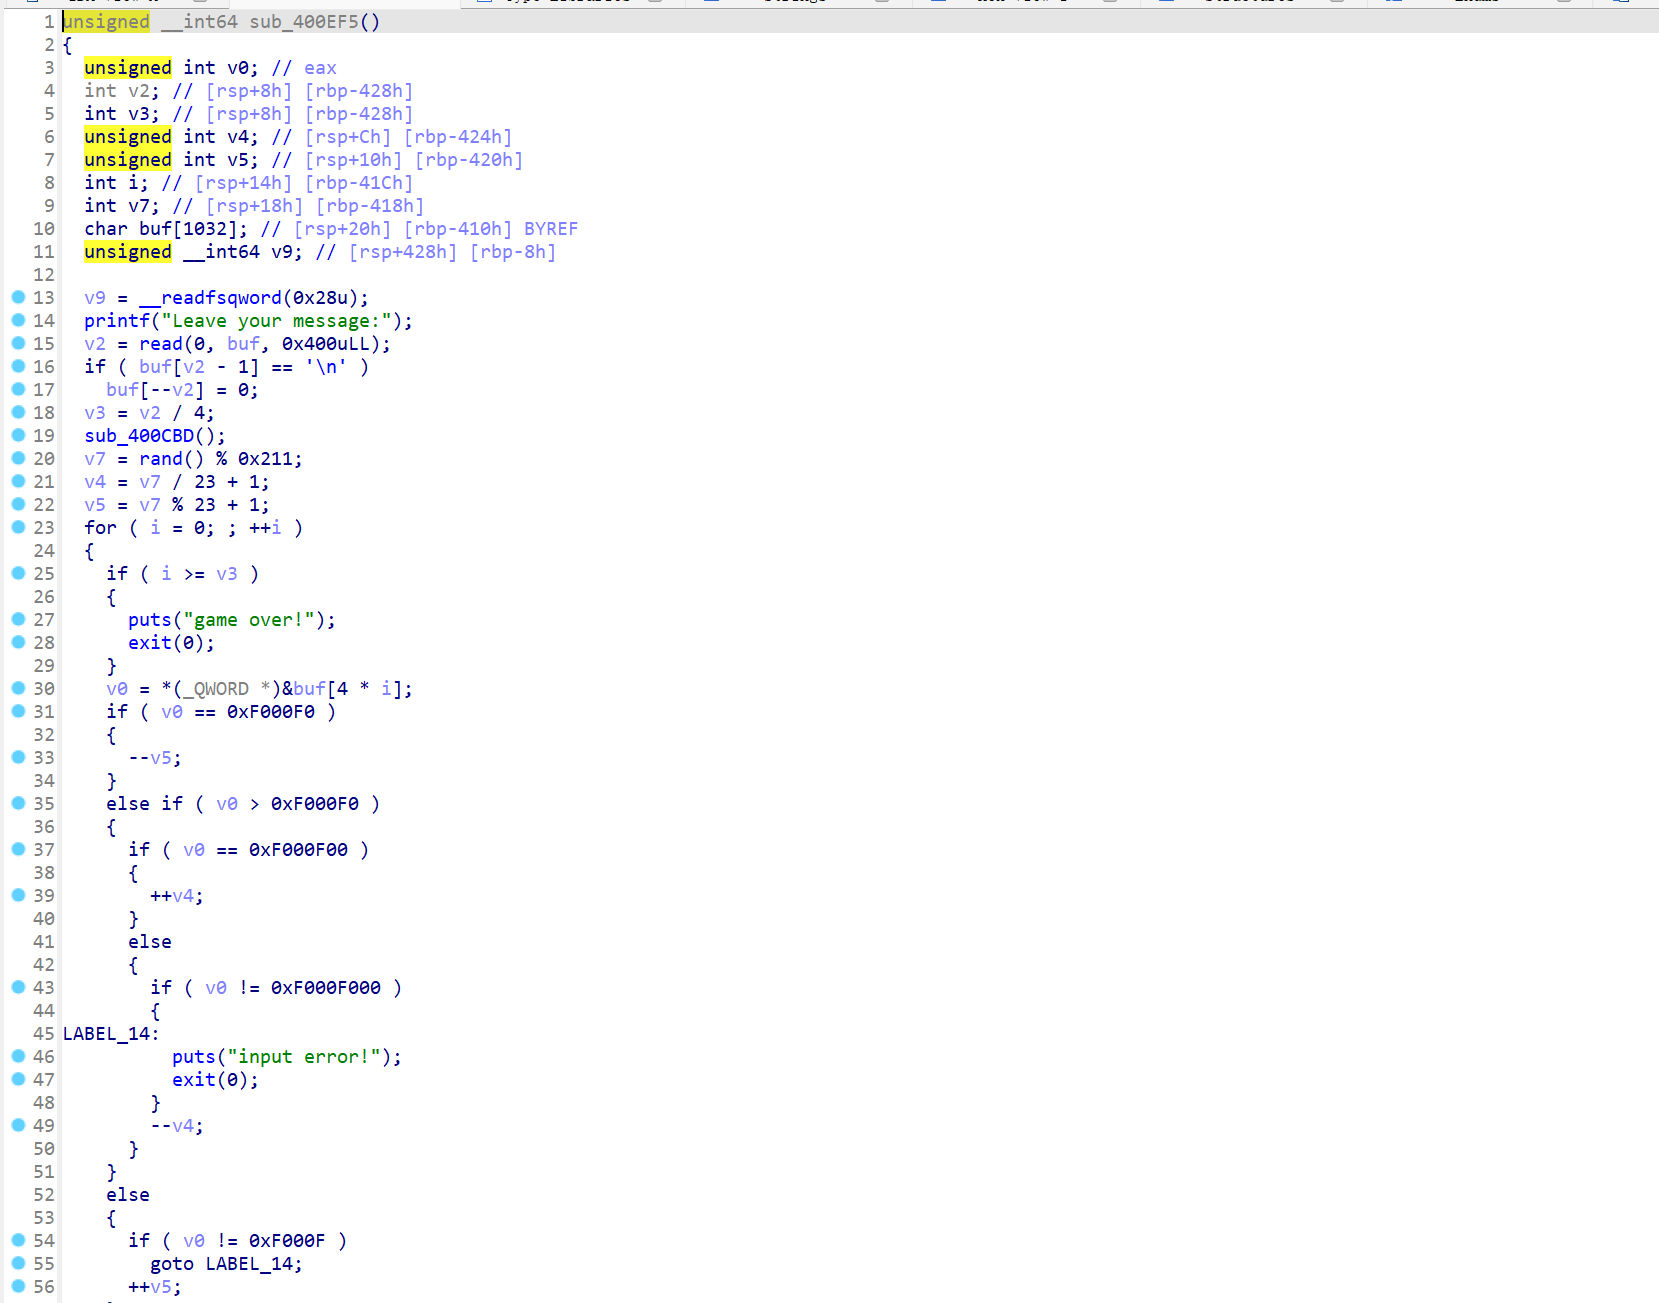 1 unsigned __int64 sub_400EF5()
2 {
3   unsigned int v0; // eax
4   int v2; // [rsp+8h] [rbp-428h]
5   int v3; // [rsp+8h] [rbp-428h]
6   unsigned int v4; // [rsp+Ch] [rbp-424h]
7   unsigned int v5; // [rsp+10h] [rbp-420h]
8   int i; // [rsp+14h] [rbp-41Ch]
9   int v7; // [rsp+18h] [rbp-418h]
10   char buf[1032]; // [rsp+20h] [rbp-410h] BYREF
11   unsigned __int64 v9; // [rsp+428h] [rbp-8h]
12
13   v9 = __readfsqword(0x28u);
14   printf("Leave your message:");
15   v2 = read(0, buf, 0x400uLL);
16   if ( buf[v2 - 1] == '\n' )
17     buf[--v2] = 0;
18   v3 = v2 / 4;
19   sub_400CBD();
20   v7 = rand() % 0x211;
21   v4 = v7 / 23 + 1;
22   v5 = v7 % 23 + 1;
23   for ( i = 0; ; ++i )
24   {
25     if ( i >= v3 )
26     {
27       puts("game over!");
28       exit(0);
29     }
30     v0 = *(_QWORD *)&buf[4 * i];
31     if ( v0 == 0xF000F0 )
32     {
33       --v5;
34     }
35     else if ( v0 > 0xF000F0 )
36     {
37       if ( v0 == 0xF000F00 )
38       {
39         ++v4;
40       }
41       else
42       {
43         if ( v0 != 0xF000F000 )
44         {
45 LABEL_14:
46           puts("input error!");
47           exit(0);
48         }
49         --v4;
50       }
51     }
52     else
53     {
54       if ( v0 != 0xF000F )
55         goto LABEL_14;
56       ++v5;